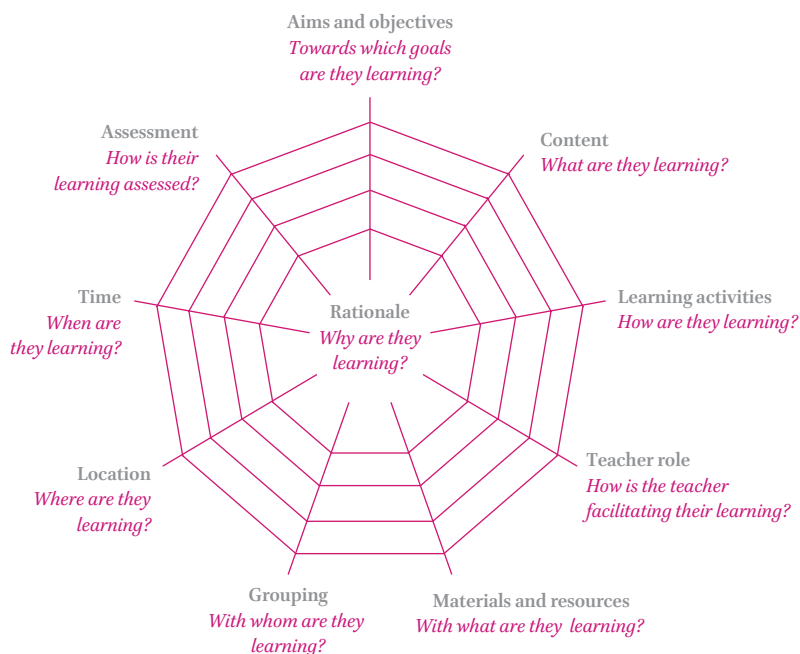 Aims and objectives
Towards which goals
are they learning?
Assessment
How is their
learning assessed?
Content
What are they learning?
Time
When are
they learning?
Rationale
Why are they
learning?
Learning activities
How are they learning?
Location
Where are they
learning?
Teacher role
How is the teacher
facilitating their learning?
Grouping
With whom are they
learning?
Materials and resources
With what are they learning?